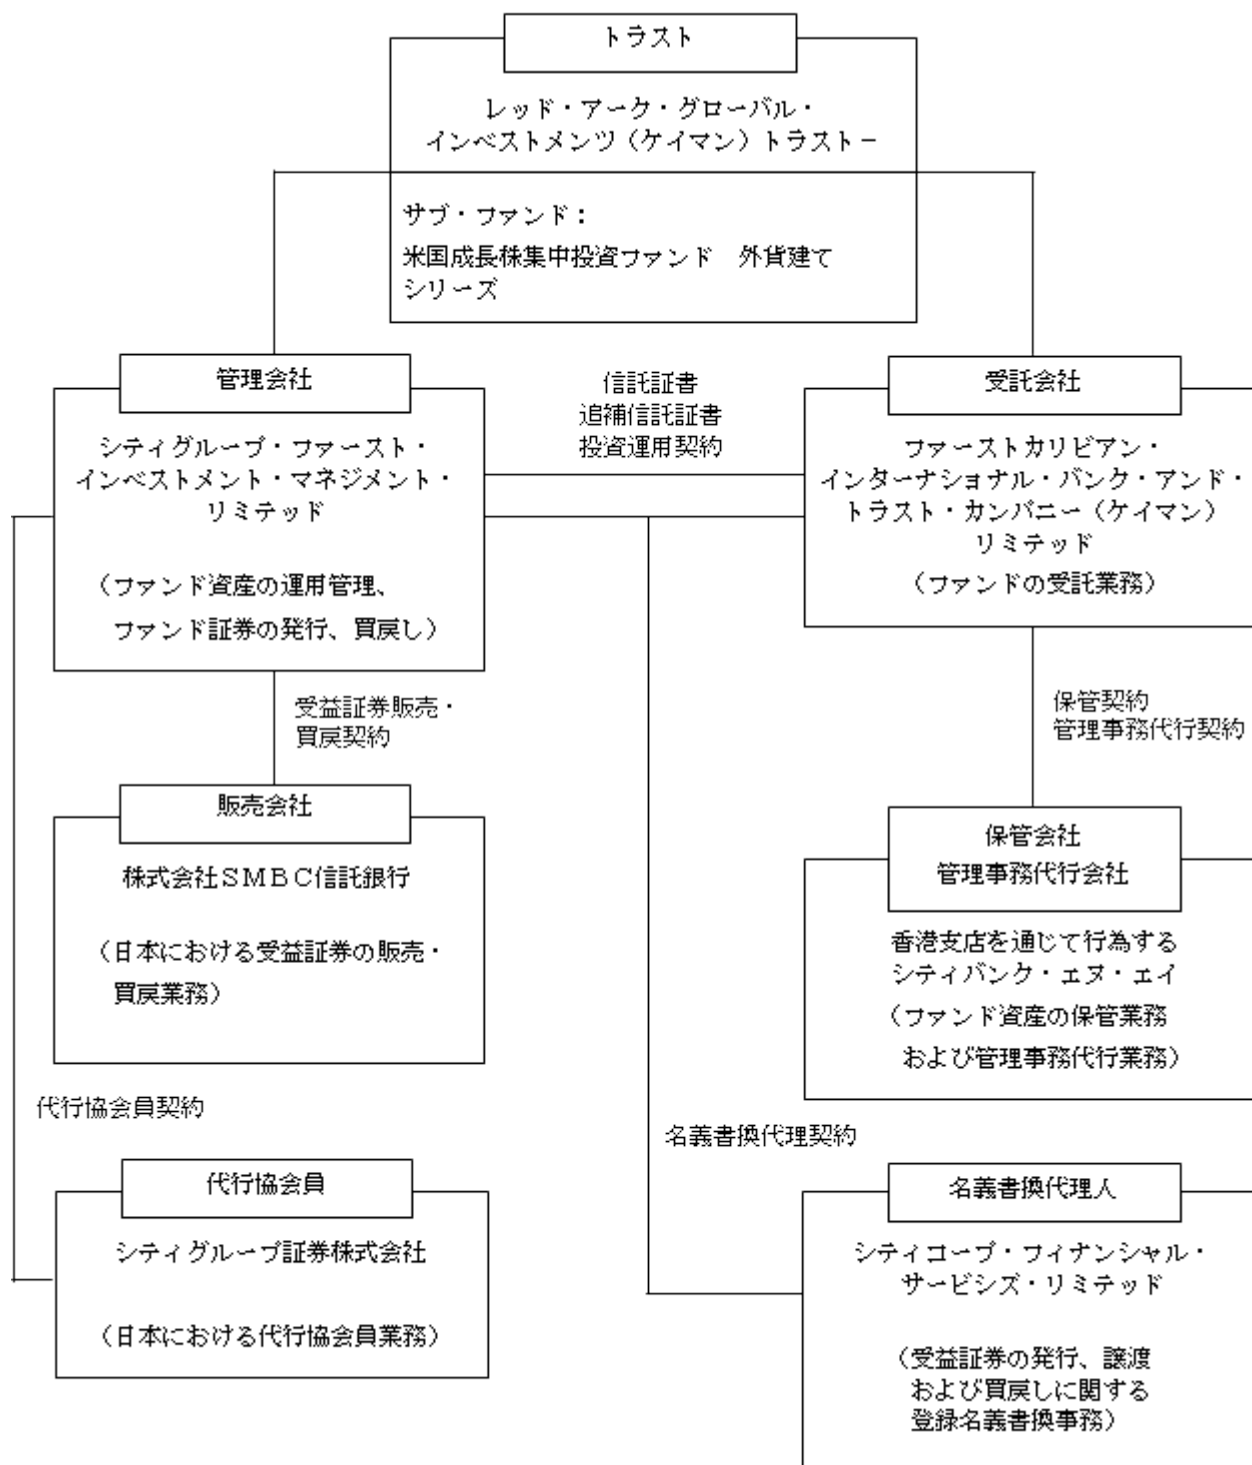 トラスト
レッド・アーク・グローバル・
インベストメンツ（ケイマン）トラスト－
サブ・ファンド：
米国成長株集中投資ファンド　外貨建て
シリーズ
管理会社
シティグループ・ファースト・
インベストメント・マネジメント・
リミテッド
（ファンド資産の運用管理、
ファンド証券の発行、買戻し）
信託証書
追補信託証書
投資運用契約
受託会社
ファーストカリビアン・
インターナショナル・バンク・アンド・
トラスト・カンパニー（ケイマン）
リミテッド
（ファンドの受託業務）
受益証券販売・
買戻契約
保管契約
管理事務代行契約
販売会社
株式会社ＳＭＢＣ信託銀行
（日本における受益証券の販売・
買戻業務）
保管会社
管理事務代行会社
香港支店を通じて行為する
シティバンク・エヌ・エイ
（ファンド資産の保管業務
および管理事務代行業務）
代行協会員契約
名義書換代理契約
代行協会員
シティグループ証券株式会社
（日本における代行協会員業務）
名義書換代理人
シティコープ・フィナンシャル・
サービシズ・リミテッド
（受益証券の発行、譲渡
および買戻しに関する
登録名義書換事務）